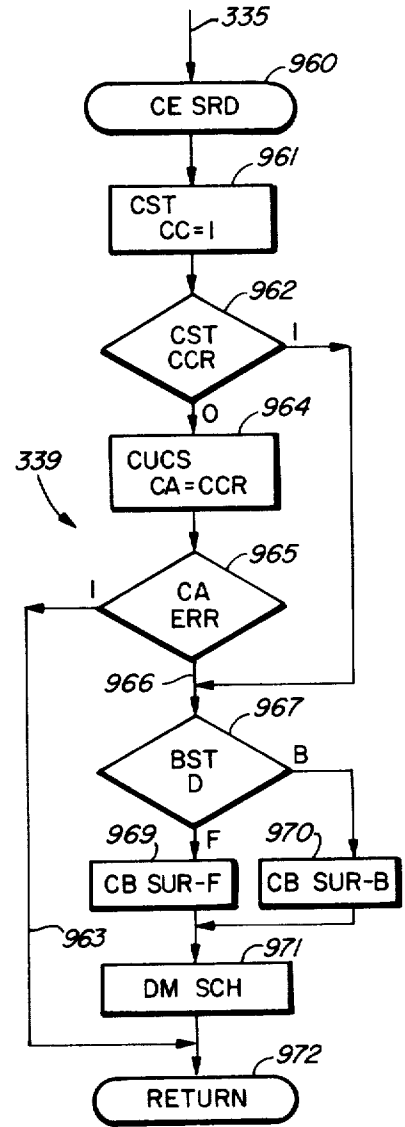 335
960
CE SRD
961
CST
CC=1
962
CST
CCR
1
0
964
CUCS
CA=CCR
339
965
1
CA
ERR
966
967
BST
D
B
F
969
970
CB SUR-F
CB SUR-B
963
971
DM SCH
972
RETURN